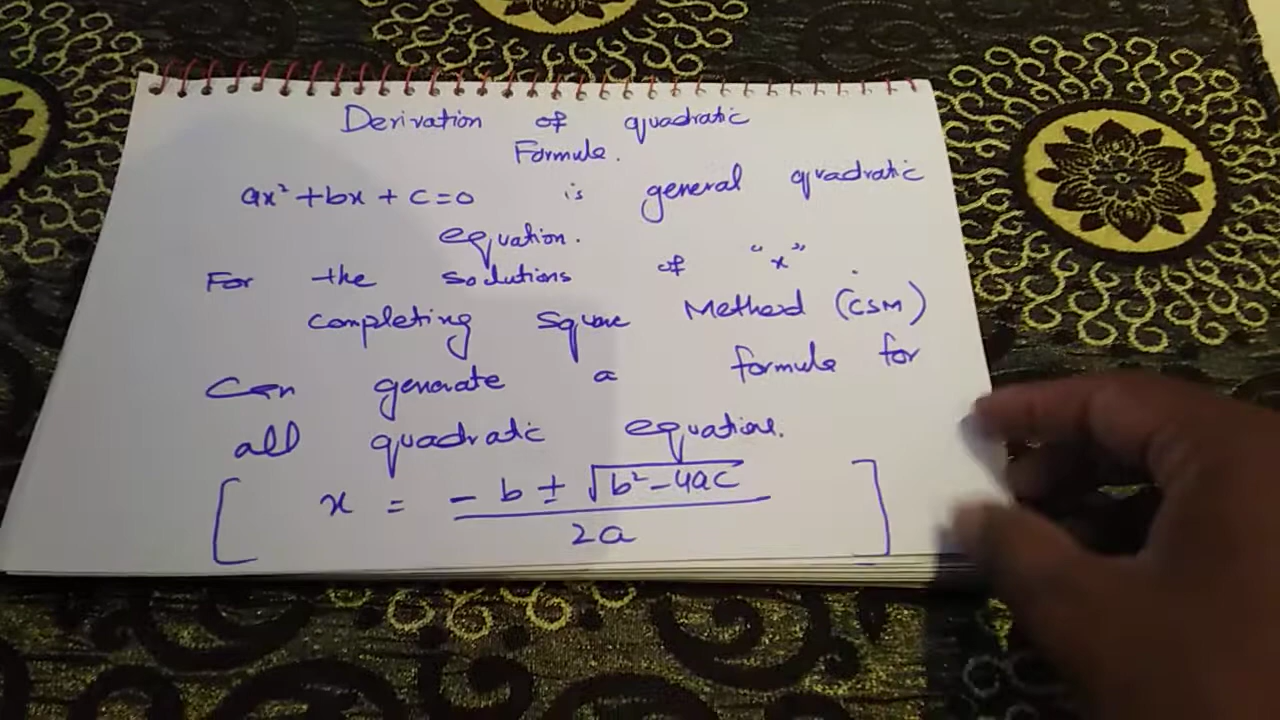 Derivation of quadratic
Formula.
ax² + bx + c = 0 is general quadratic
equation.
For the solutions of "x"
completing square Method (CSM)
Can generate a formula for
all quadratic equations.
[ x = -b ± √b²-4ac / 2a ]